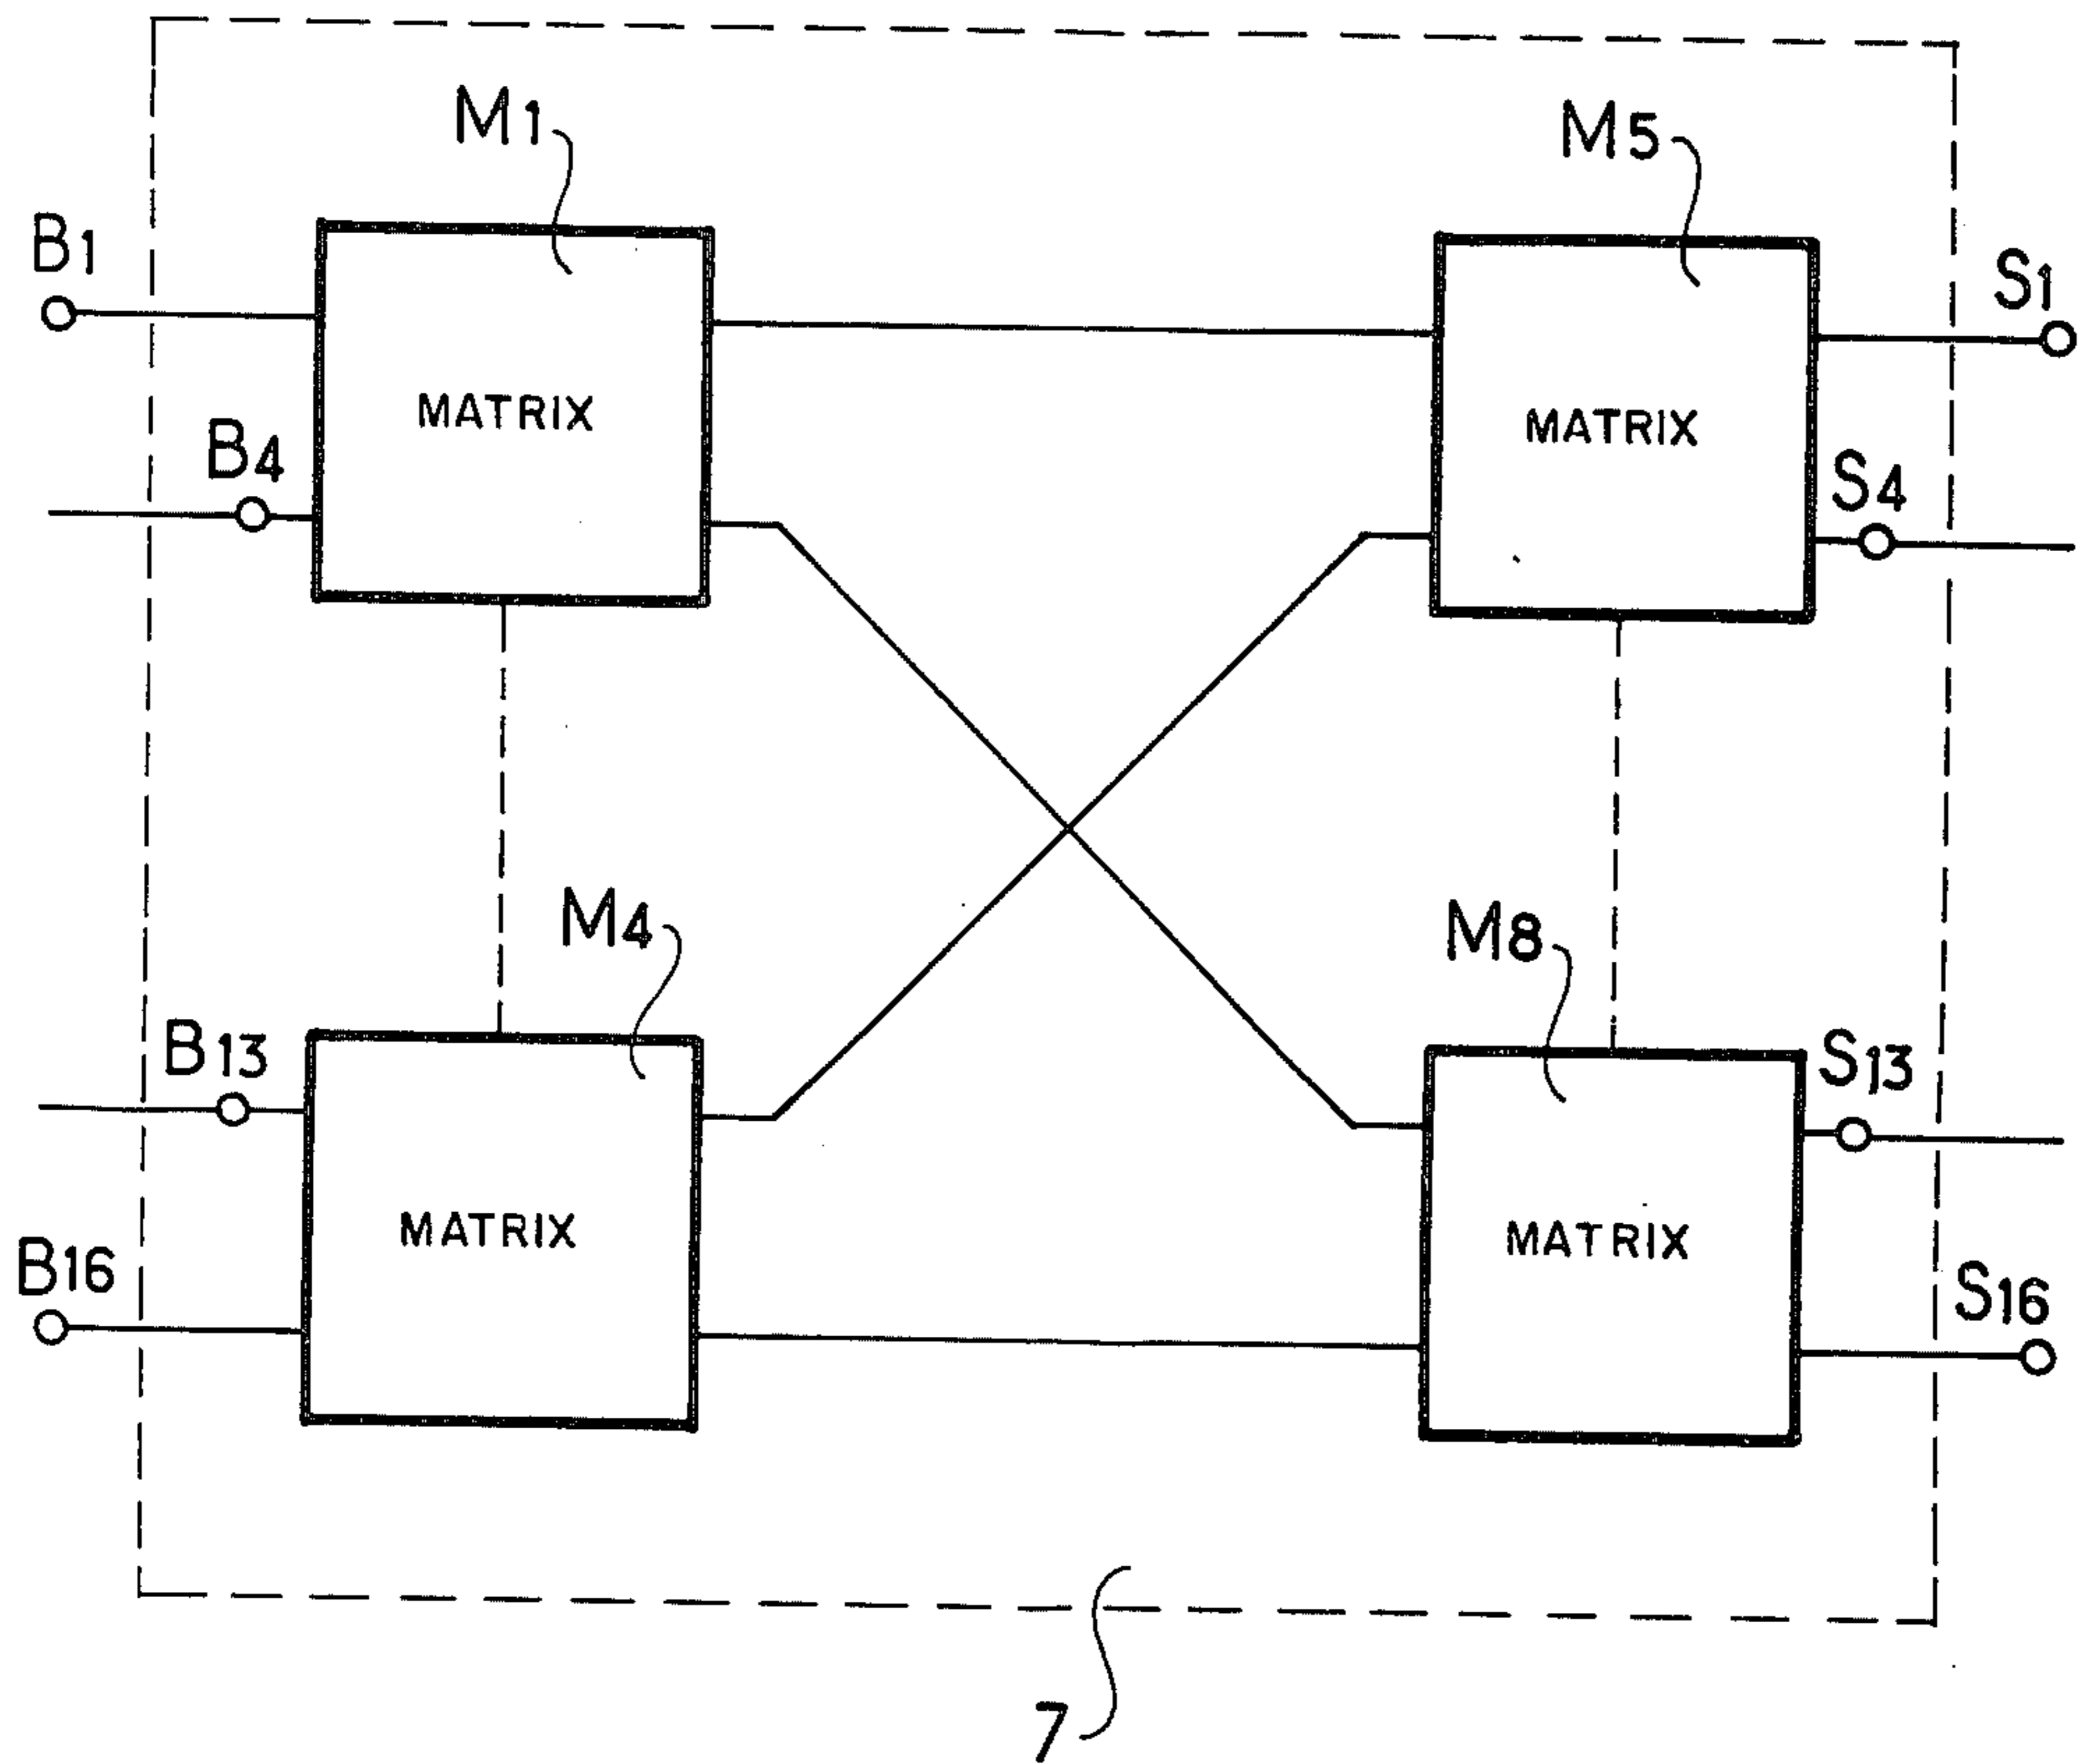 M1
M5
B1
S1
MATRIX
MATRIX
B4
S4
M4
M8
B13
S13
MATRIX
MATRIX
B16
S16
7